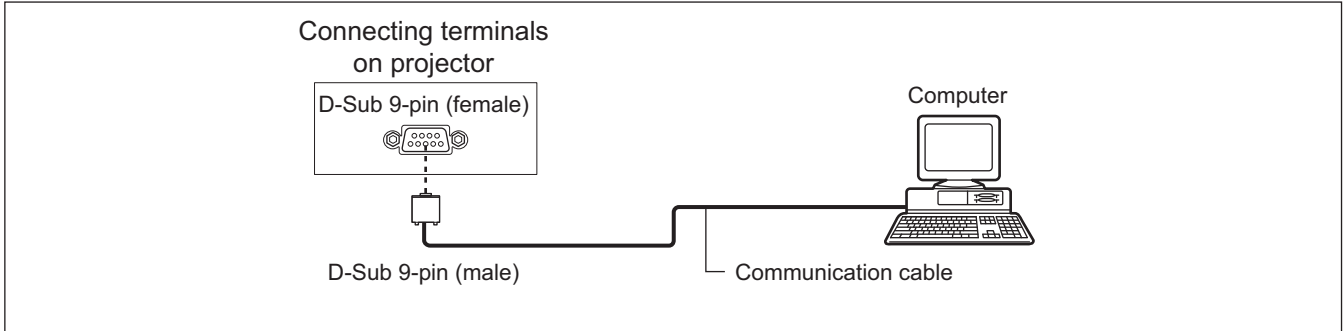 Connecting terminals
on projector
D-Sub 9-pin (female)
Computer
D-Sub 9-pin (male)
Communication cable